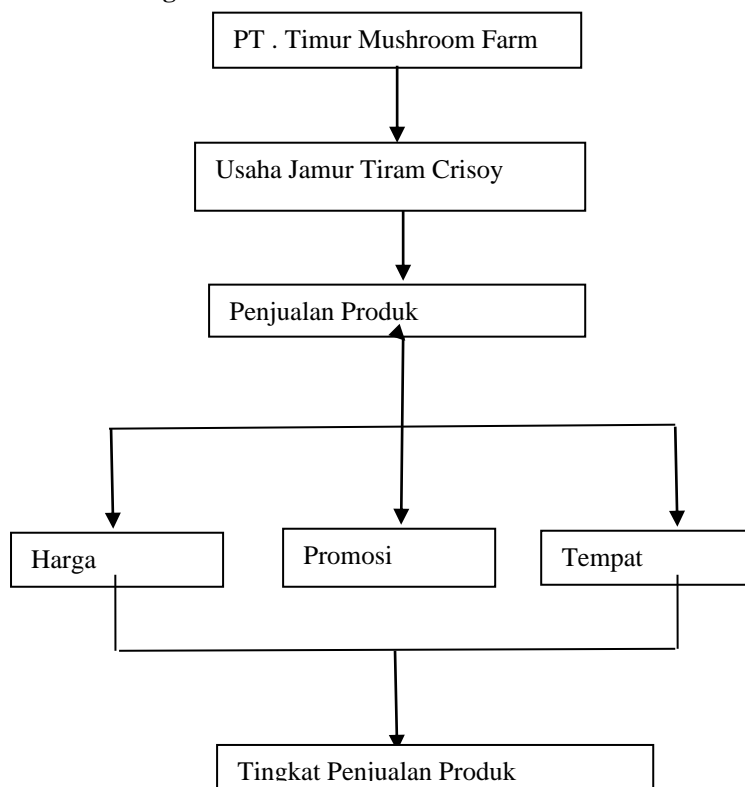 PT . Timur Mushroom Farm
Usaha Jamur Tiram Crisoy
Penjualan Produk
Harga
Promosi
Tempat
Tingkat Penjualan Produk